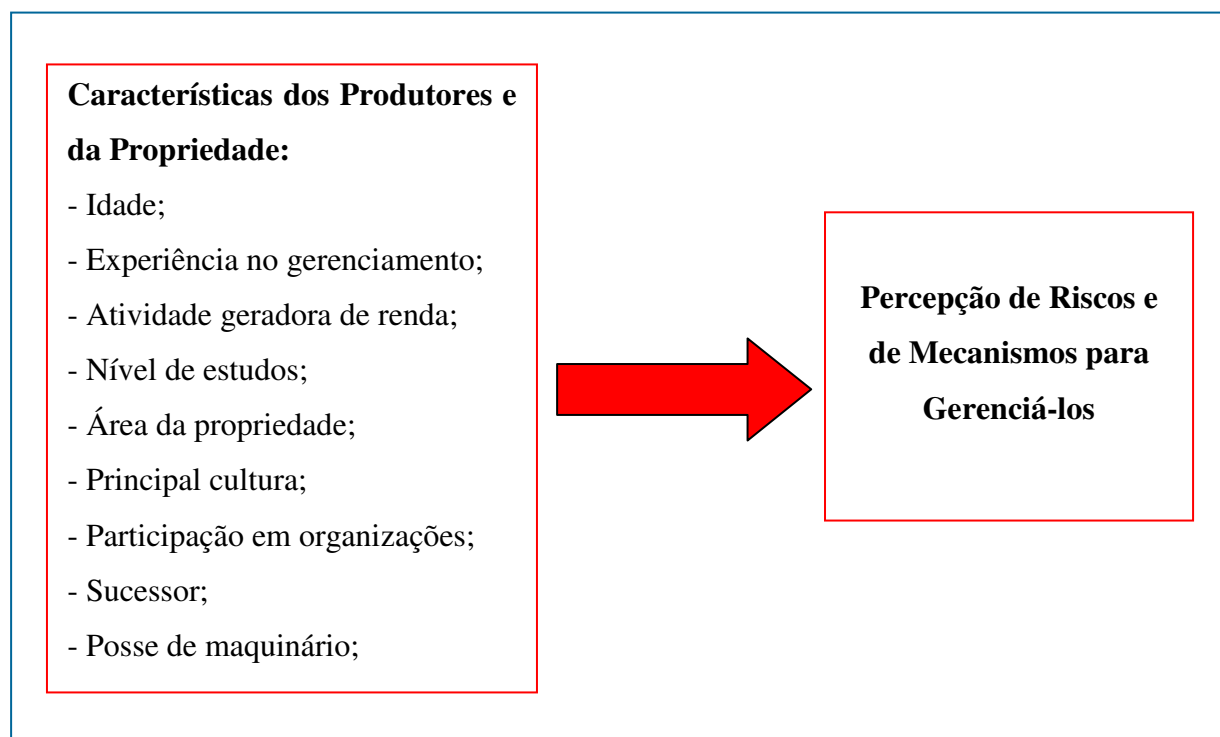 Características dos Produtores e
da Propriedade:
- Idade;
- Experiência no gerenciamento;
- Atividade geradora de renda;
- Nível de estudos;
- Área da propriedade;
- Principal cultura;
- Participação em organizações;
- Sucessor;
- Posse de maquinário;
Percepção de Riscos e
de Mecanismos para
Gerenciá-los